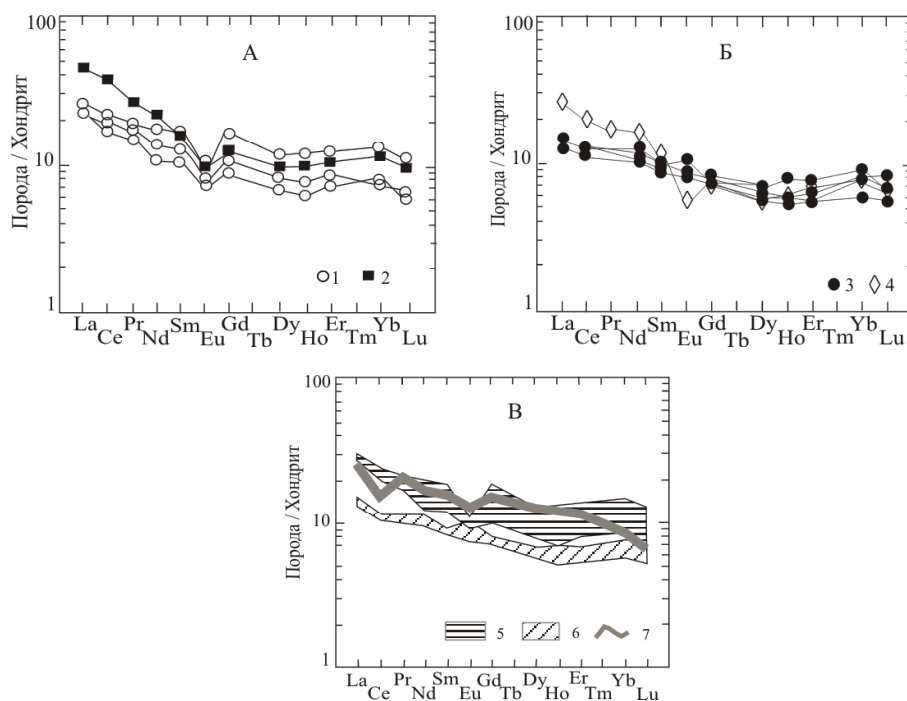 100
А
Порода / Хондрит
10
1
1
2
La
Ce
Pr
Nd
Sm
Eu
Gd
Tb
Dy
Ho
Er
Tm
Yb
Lu
100
Б
Порода / Хондрит
10
1
3
4
La
Ce
Pr
Nd
Sm
Eu
Gd
Tb
Dy
Ho
Er
Tm
Yb
Lu
100
В
Порода / Хондрит
10
1
5
6
7
La
Ce
Pr
Nd
Sm
Eu
Gd
Tb
Dy
Ho
Er
Tm
Yb
Lu